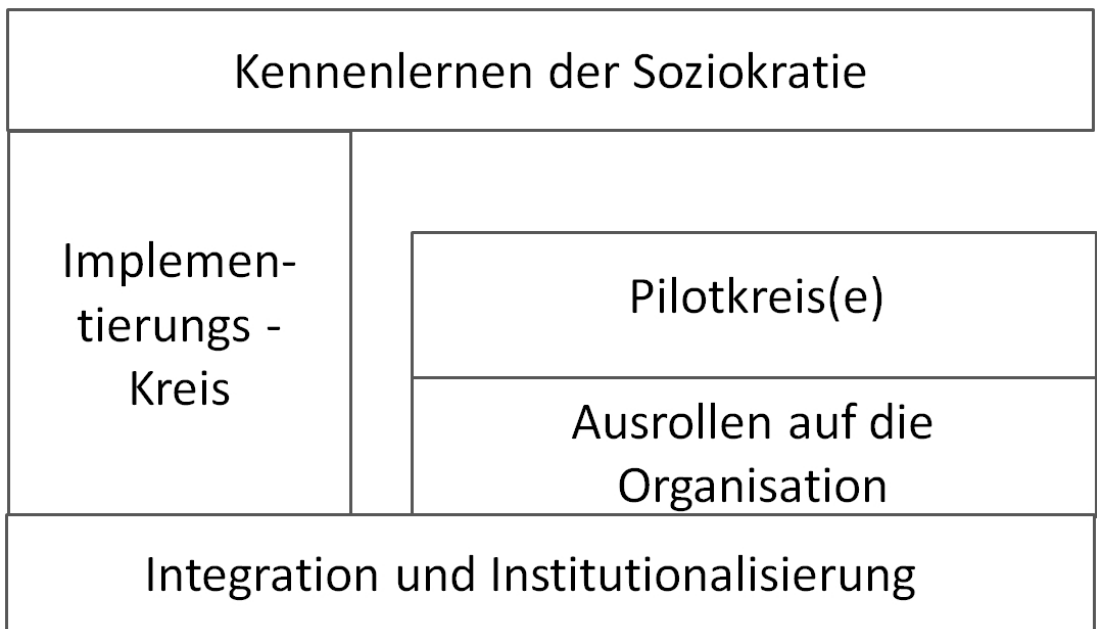 Kennenlernen der Soziokratie
Implemen-
tierungs -
Kreis
Pilotkreis(e)
Ausrollen auf die
Organisation
Integration und Institutionalisierung